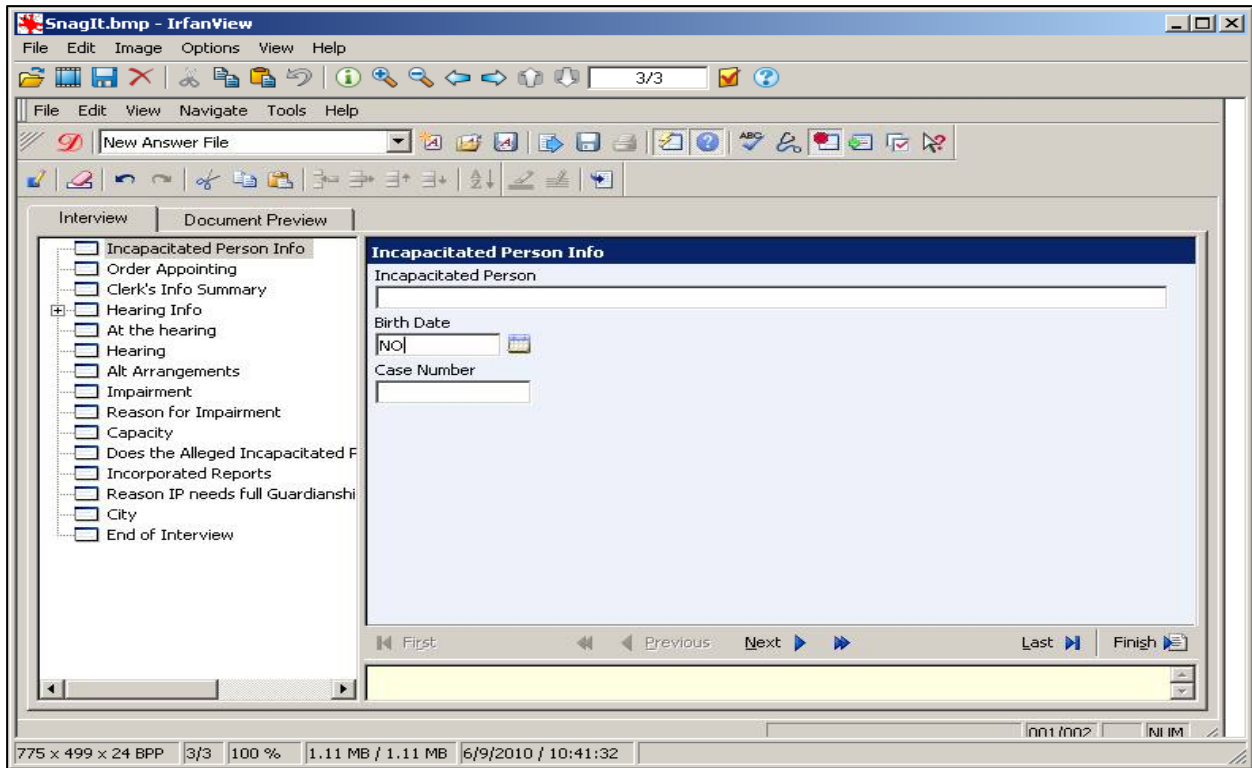 SnagIt.bmp - IrfanView
File Edit Image Options View Help
3/3
File Edit View Navigate Tools Help
New Answer File
ABC
Interview Document Preview
Incapacitated Person Info
Order Appointing
Clerk's Info Summary
Hearing Info
At the hearing
Hearing
Alt Arrangements
Impairment
Reason for Impairment
Capacity
Does the Alleged Incapacitated P
Incorporated Reports
Reason IP needs full Guardianshi
City
End of Interview
Incapacitated Person Info
Incapacitated Person
Birth Date
NO
Case Number
First Previous Next Last Finish
001/002 NUM
775 x 499 x 24 BPP 3/3 100 % 1.11 MB / 1.11 MB 6/9/2010 / 10:41:32